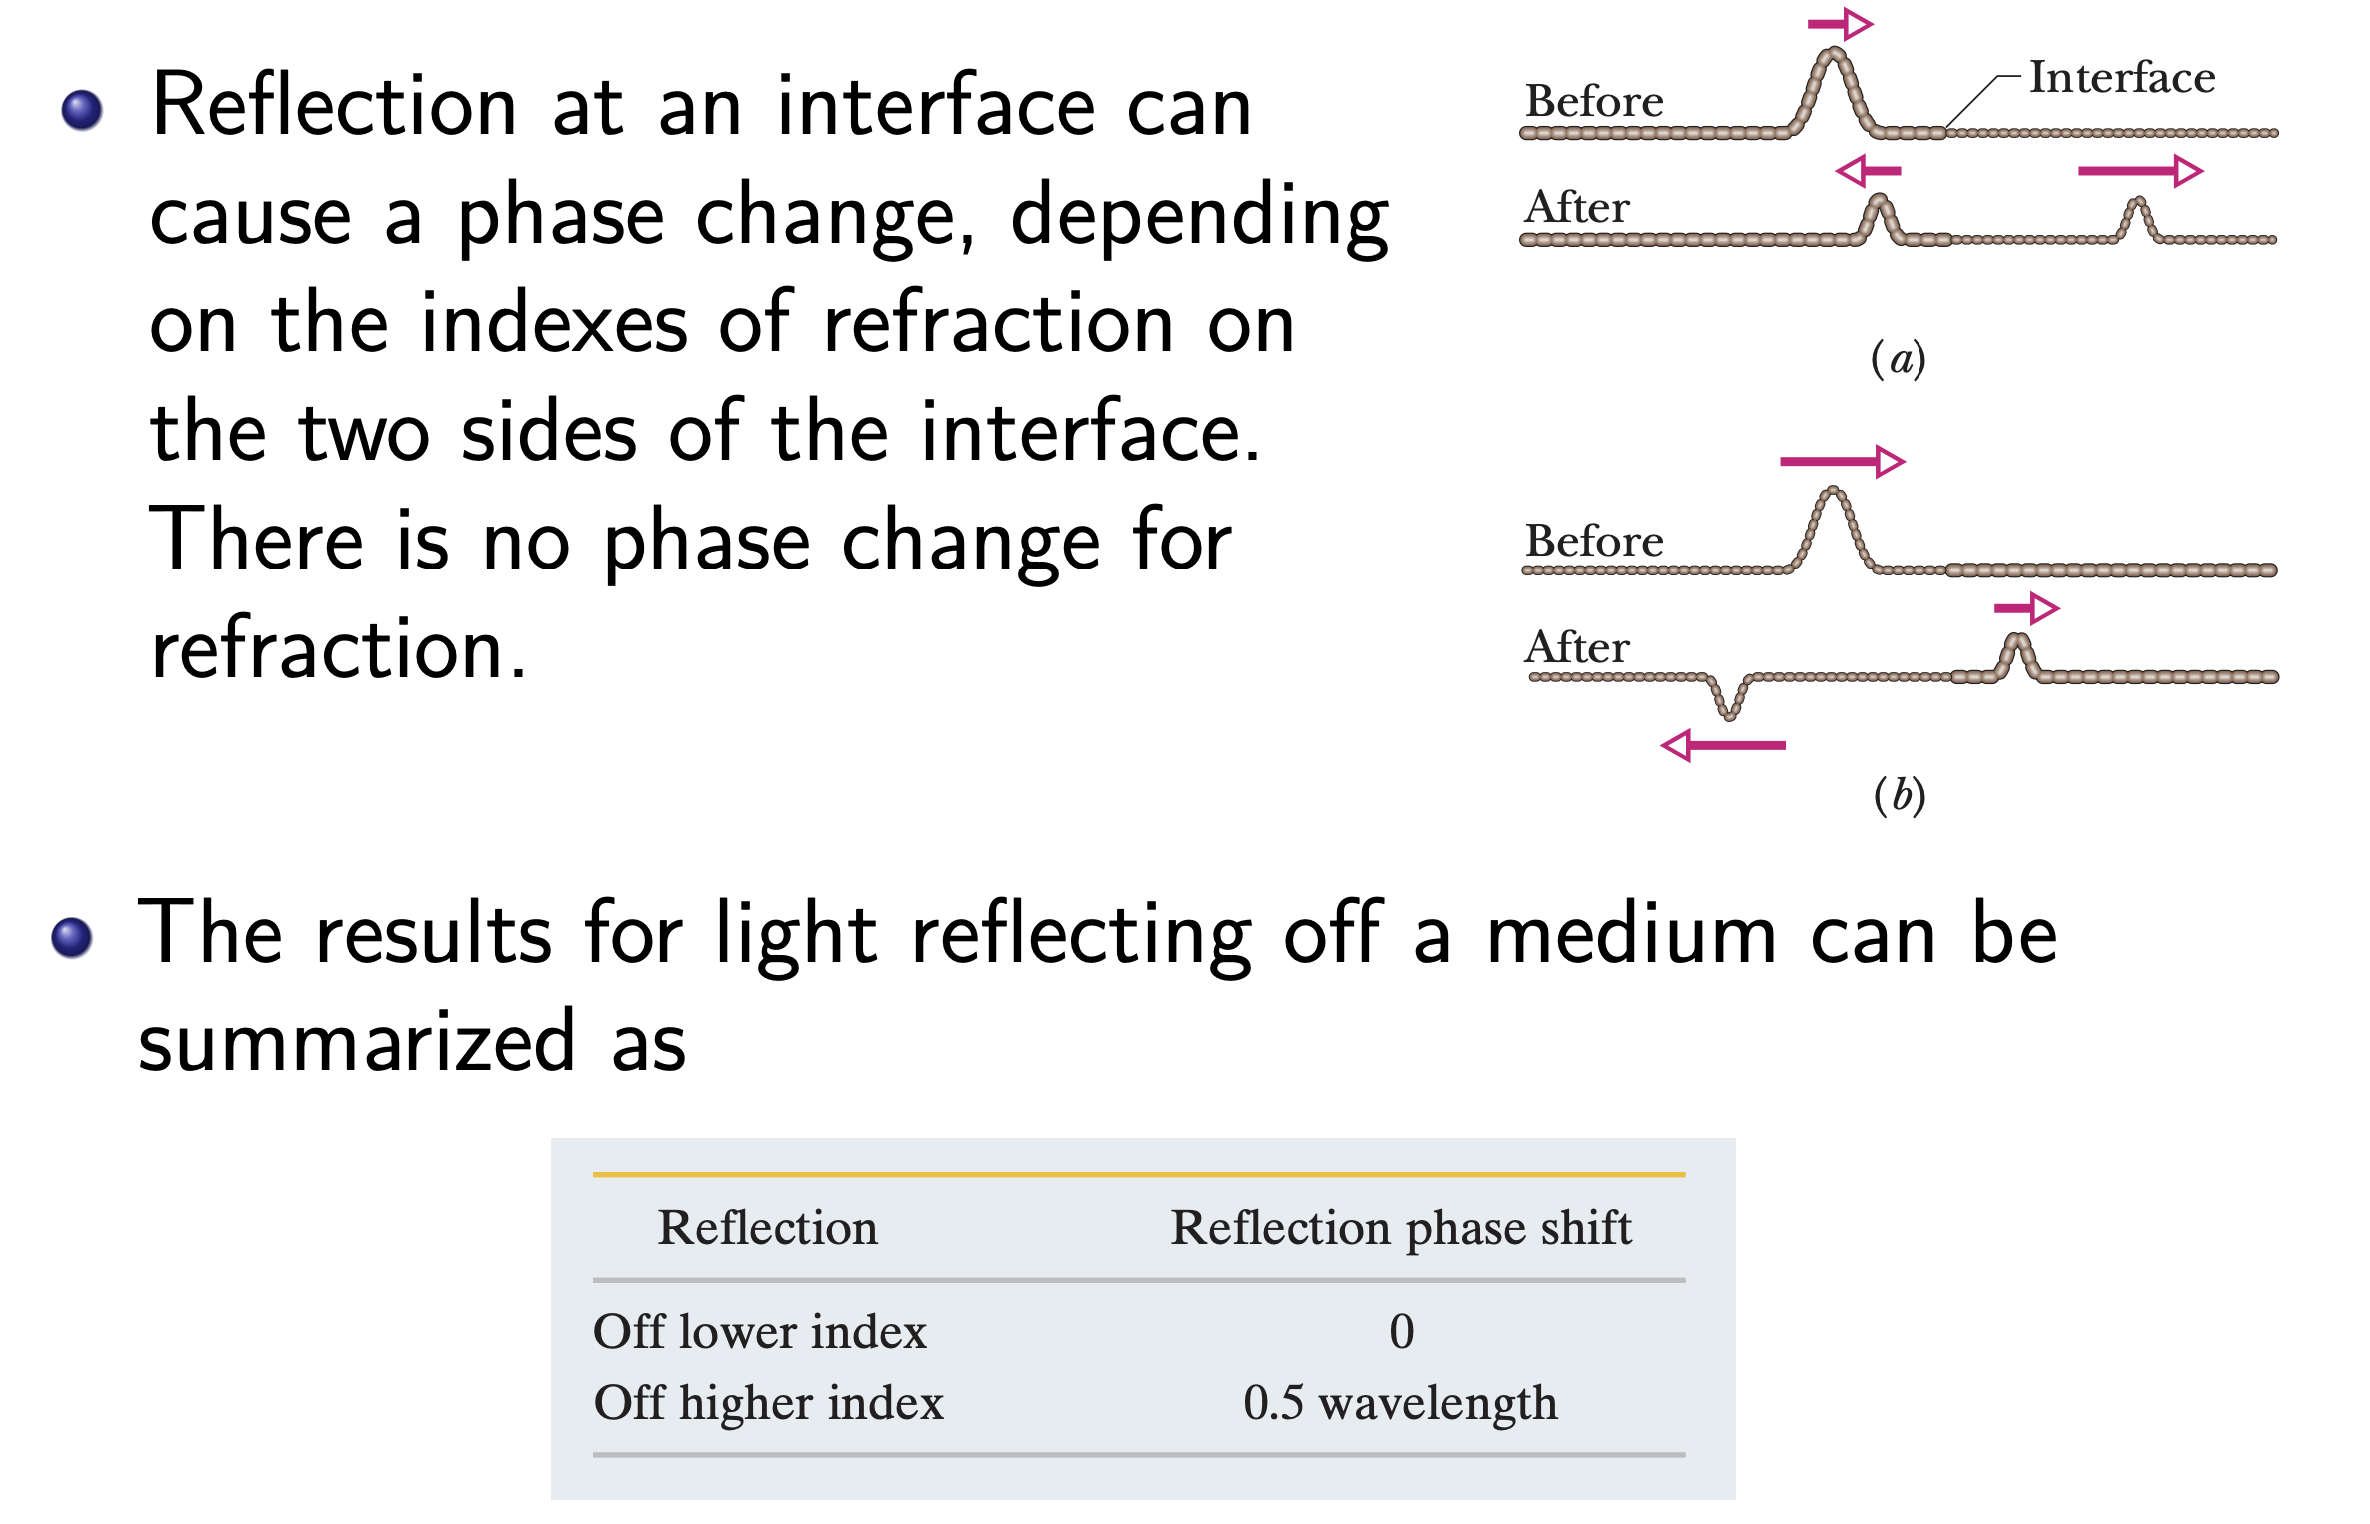 Reflection at an interface can
cause a phase change, depending
on the indexes of refraction on
the two sides of the interface.
There is no phase change for
refraction.
Before
Interface
After
(a)
Before
After
(b)
The results for light reflecting off a medium can be
summarized as
Reflection Reflection phase shift
Off lower index 0
Off higher index 0.5 wavelength